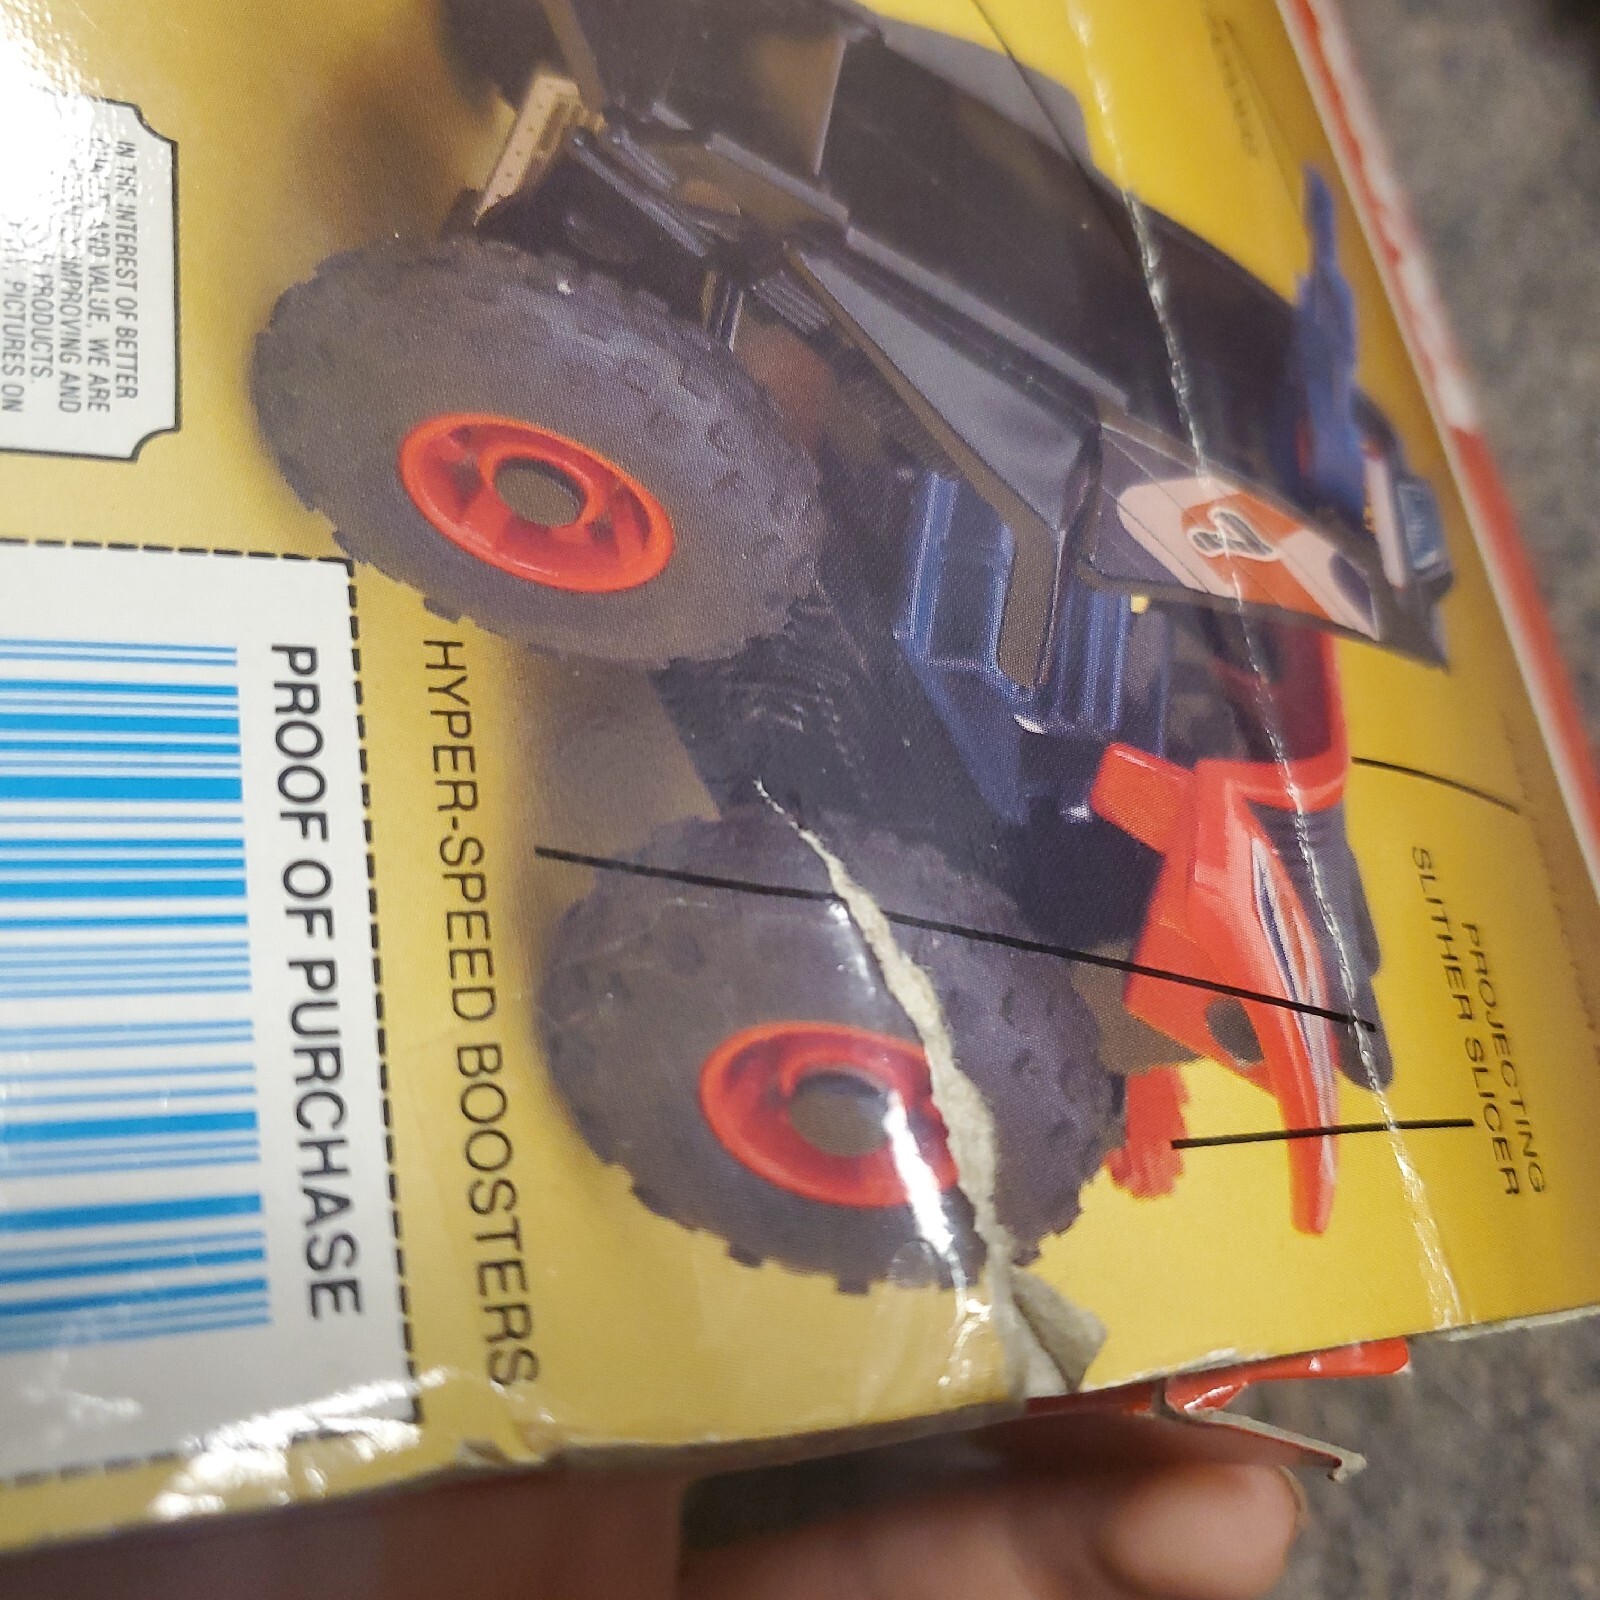 IN THE INTEREST OF BETTER
AND VALUE, WE ARE
IMPROVING AND
PRODUCTS.
PICTURES ON
PROOF OF PURCHASE
HYPER-SPEED BOOSTERS
PROJECTING
SLITHER SLICER